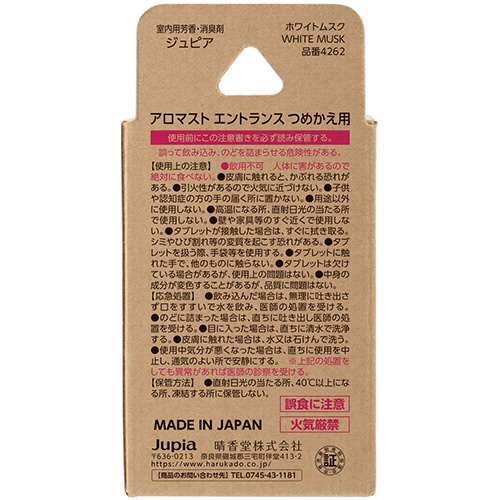 室内用芳香・消臭剤
ジュピア
ホワイトムスク
WHITE MUSK
品番4262
アロマスト エントランス つめかえ用
使用前にこの注意書きを必ず読み保管する。
誤って飲み込み、のどを詰まらせる危険性がある。
【使用上の注意】●飲用不可 人体に害があるので
絶対に食べない。●皮膚に触れると、かぶれる恐れが
ある。●引火性があるので火気に近づけない。●子供
や認知症の方の手の届く所に置かない。●用途以外
に使用しない。●高温になる所、直射日光の当たる所
で使用しない。●壁や家具等のすぐ近くで使用しな
い。●タブレットが接触した場合は、すぐに拭き取る。
シミやひび割れ等の変質を起こす恐れがある。●タブ
レットを扱う際、手袋等を使用する。●タブレットに触
れた手で、他のものに触らない。●タブレットは欠け
ている場合があるが、使用上の問題はない。●中身の
成分が変色することがあるが、品質に問題はない。
【応急処置】●飲み込んだ場合は、無理に吐き出さ
ず口をすすいで水を飲み、医師の処置を受ける。
●のどに詰まった場合は、直ちに吐き出し医師の処
置を受ける。●目に入った場合は、直ちに清水で洗浄
する。●皮膚に触れた場合は、水又は石けんで洗う。
●使用中気分が悪くなった場合は、直ちに使用を中
止し、通気のよい所で安静にする。※上記の処置を
しても異常があれば医師の診察を受ける。
【保管方法】●直射日光の当たる所、40℃以上にな
る所、凍結する所に保管しない。
誤食に注意
火気厳禁
MADE IN JAPAN
Jupia 晴香堂株式会社
〒636-0213 奈良県磯城郡三宅町伴堂413-2
https://www.harukado.co.jp/
【商品のお問い合わせ先】TEL.0745-43-1181
証